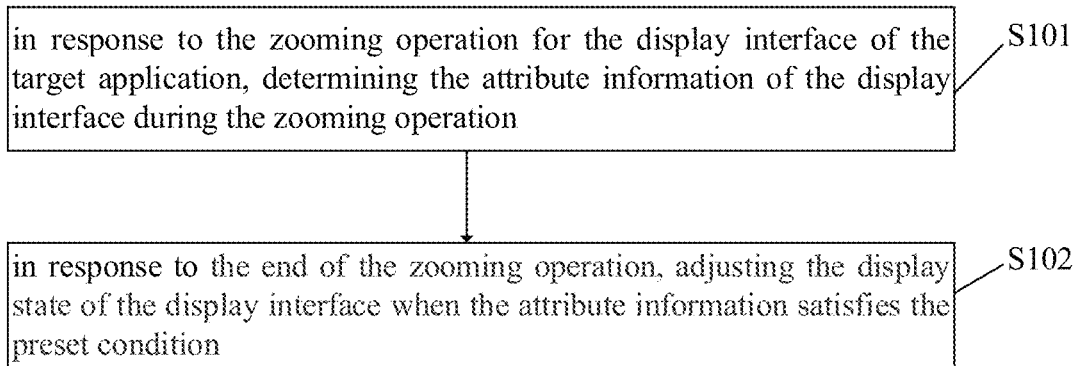 in response to the zooming operation for the display interface of the
target application, determining the attribute information of the display
interface during the zooming operation
S101
in response to the end of the zooming operation, adjusting the display
state of the display interface when the attribute information satisfies the
preset condition
S102